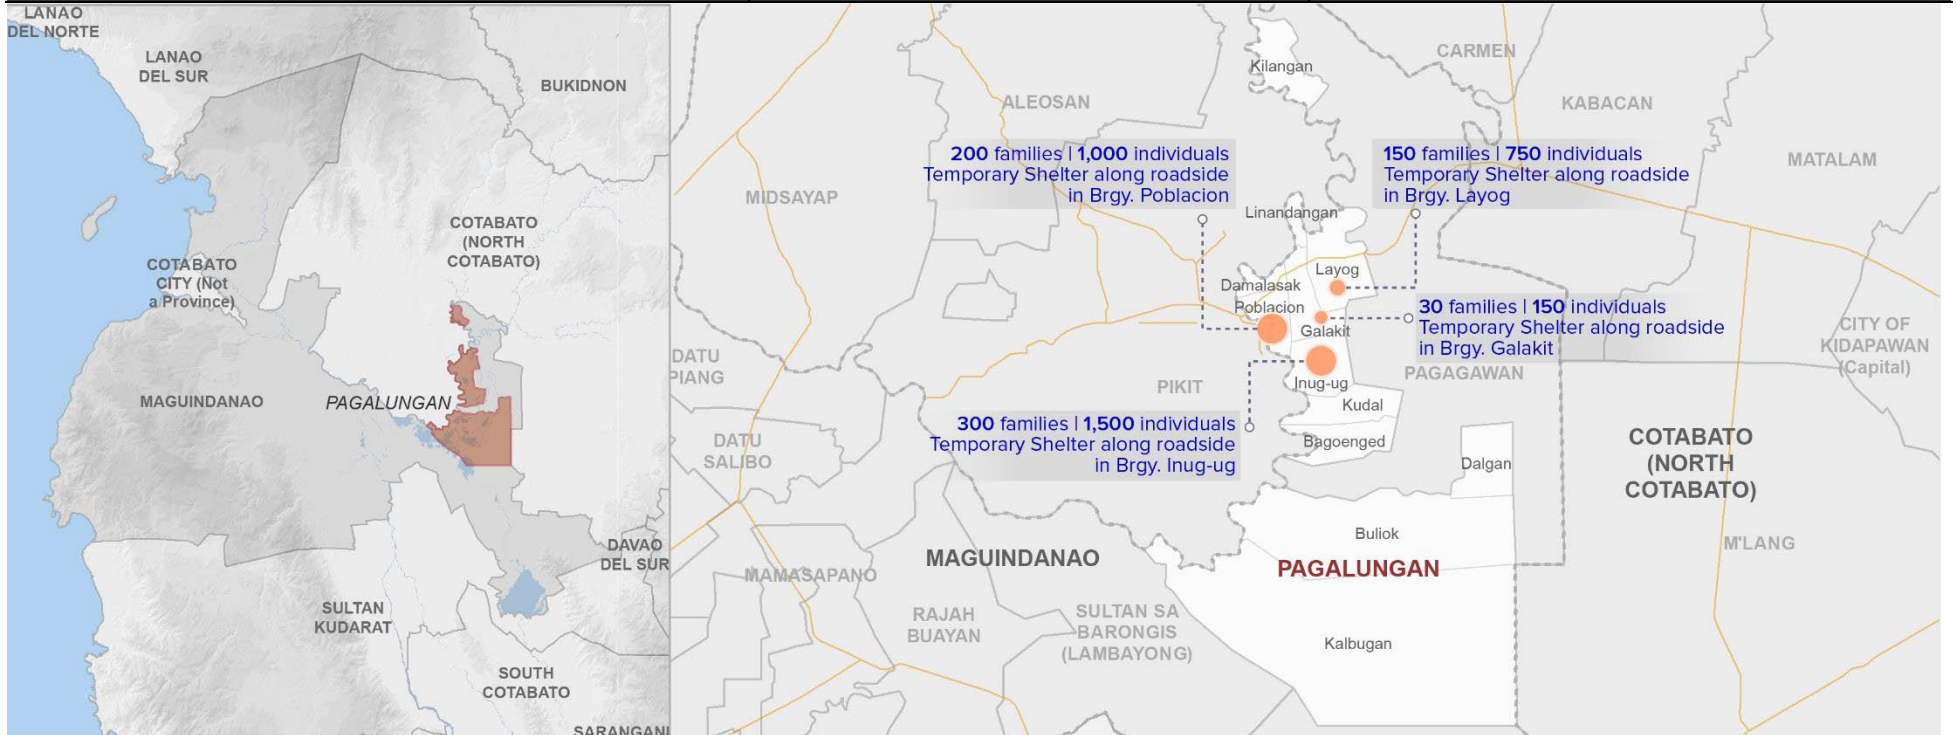 LANAO
DEL NORTE
LANAO
DEL SUR
BUKIDNON
COTABATO
(NORTH
COTABATO)
COTABATO
CITY (Not
a Province)
MAGUINDANAO
PAGALUNGAN
DAVAO
DEL SUR
SULTAN
KUDARAT
SOUTH
COTABATO
SARANGANI
Kilangan
CARMEN
ALEOSAN
KABACAN
200 families | 1,000 individuals
Temporary Shelter along roadside
in Brgy. Poblacion
150 families | 750 individuals
Temporary Shelter along roadside
in Brgy. Layog
MATALAM
MIDSAYAP
Linandangan
Layog
Damalasak
Poblacion
Galakit
30 families | 150 individuals
Temporary Shelter along roadside
in Brgy. Galakit
CITY OF
KIDAPAWAN
(Capital)
DATU
PIANG
PIKIT
PAGAGAWAN
Inug-ug
Kudal
300 families | 1,500 individuals
Temporary Shelter along roadside
in Brgy. Inug-ug
Bagoenged
DATU
SALIBO
Dalgan
COTABATO
(NORTH
COTABATO)
Buliok
MAGUINDANAO
PAGALUNGAN
M'LANG
MAMASAPANO
RAJAH
BUAYAN
SULTAN SA
BARONGIS
(LAMBAYONG)
Kalbugan